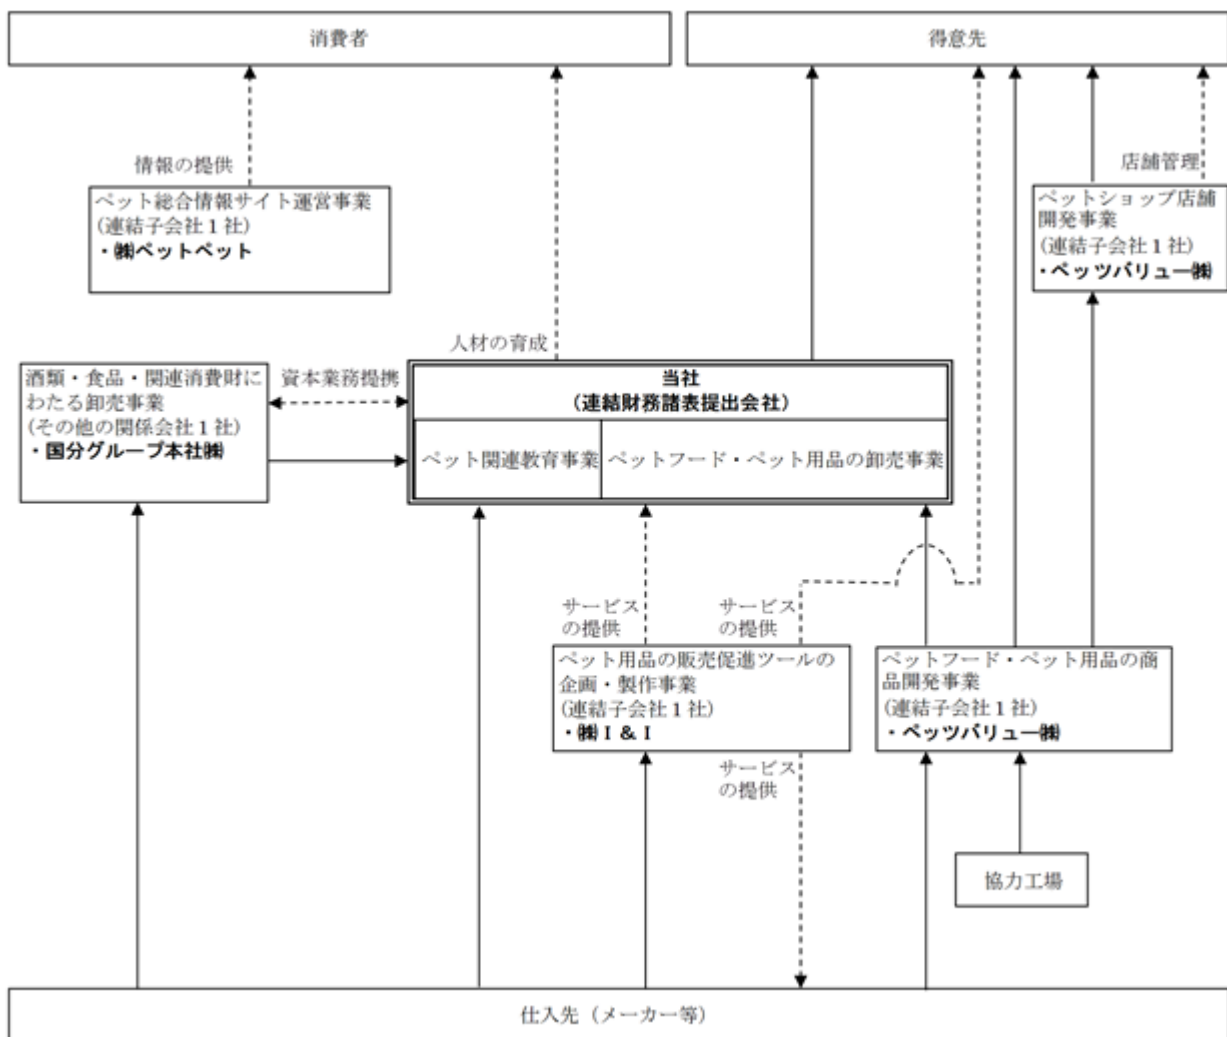 消費者
得意先
情報の提供
店舗管理
ペット総合情報サイト運営事業
(連結子会社1社)
・㈱ペットペット
ペットショップ店舗
開発事業
(連結子会社1社)
・ペッツバリュー㈱
人材の育成
酒類・食品・関連消費財に
わたる卸売事業
(その他の関係会社1社)
・国分グループ本社㈱
資本業務提携
当社
(連結財務諸表提出会社)
ペット関連教育事業
ペットフード・ペット用品の卸売事業
サービス
の提供
サービス
の提供
ペット用品の販売促進ツールの
企画・製作事業
(連結子会社1社)
・㈱I&I
ペットフード・ペット用品の商
品開発事業
(連結子会社1社)
・ペッツバリュー㈱
サービス
の提供
協力工場
仕入先（メーカー等）